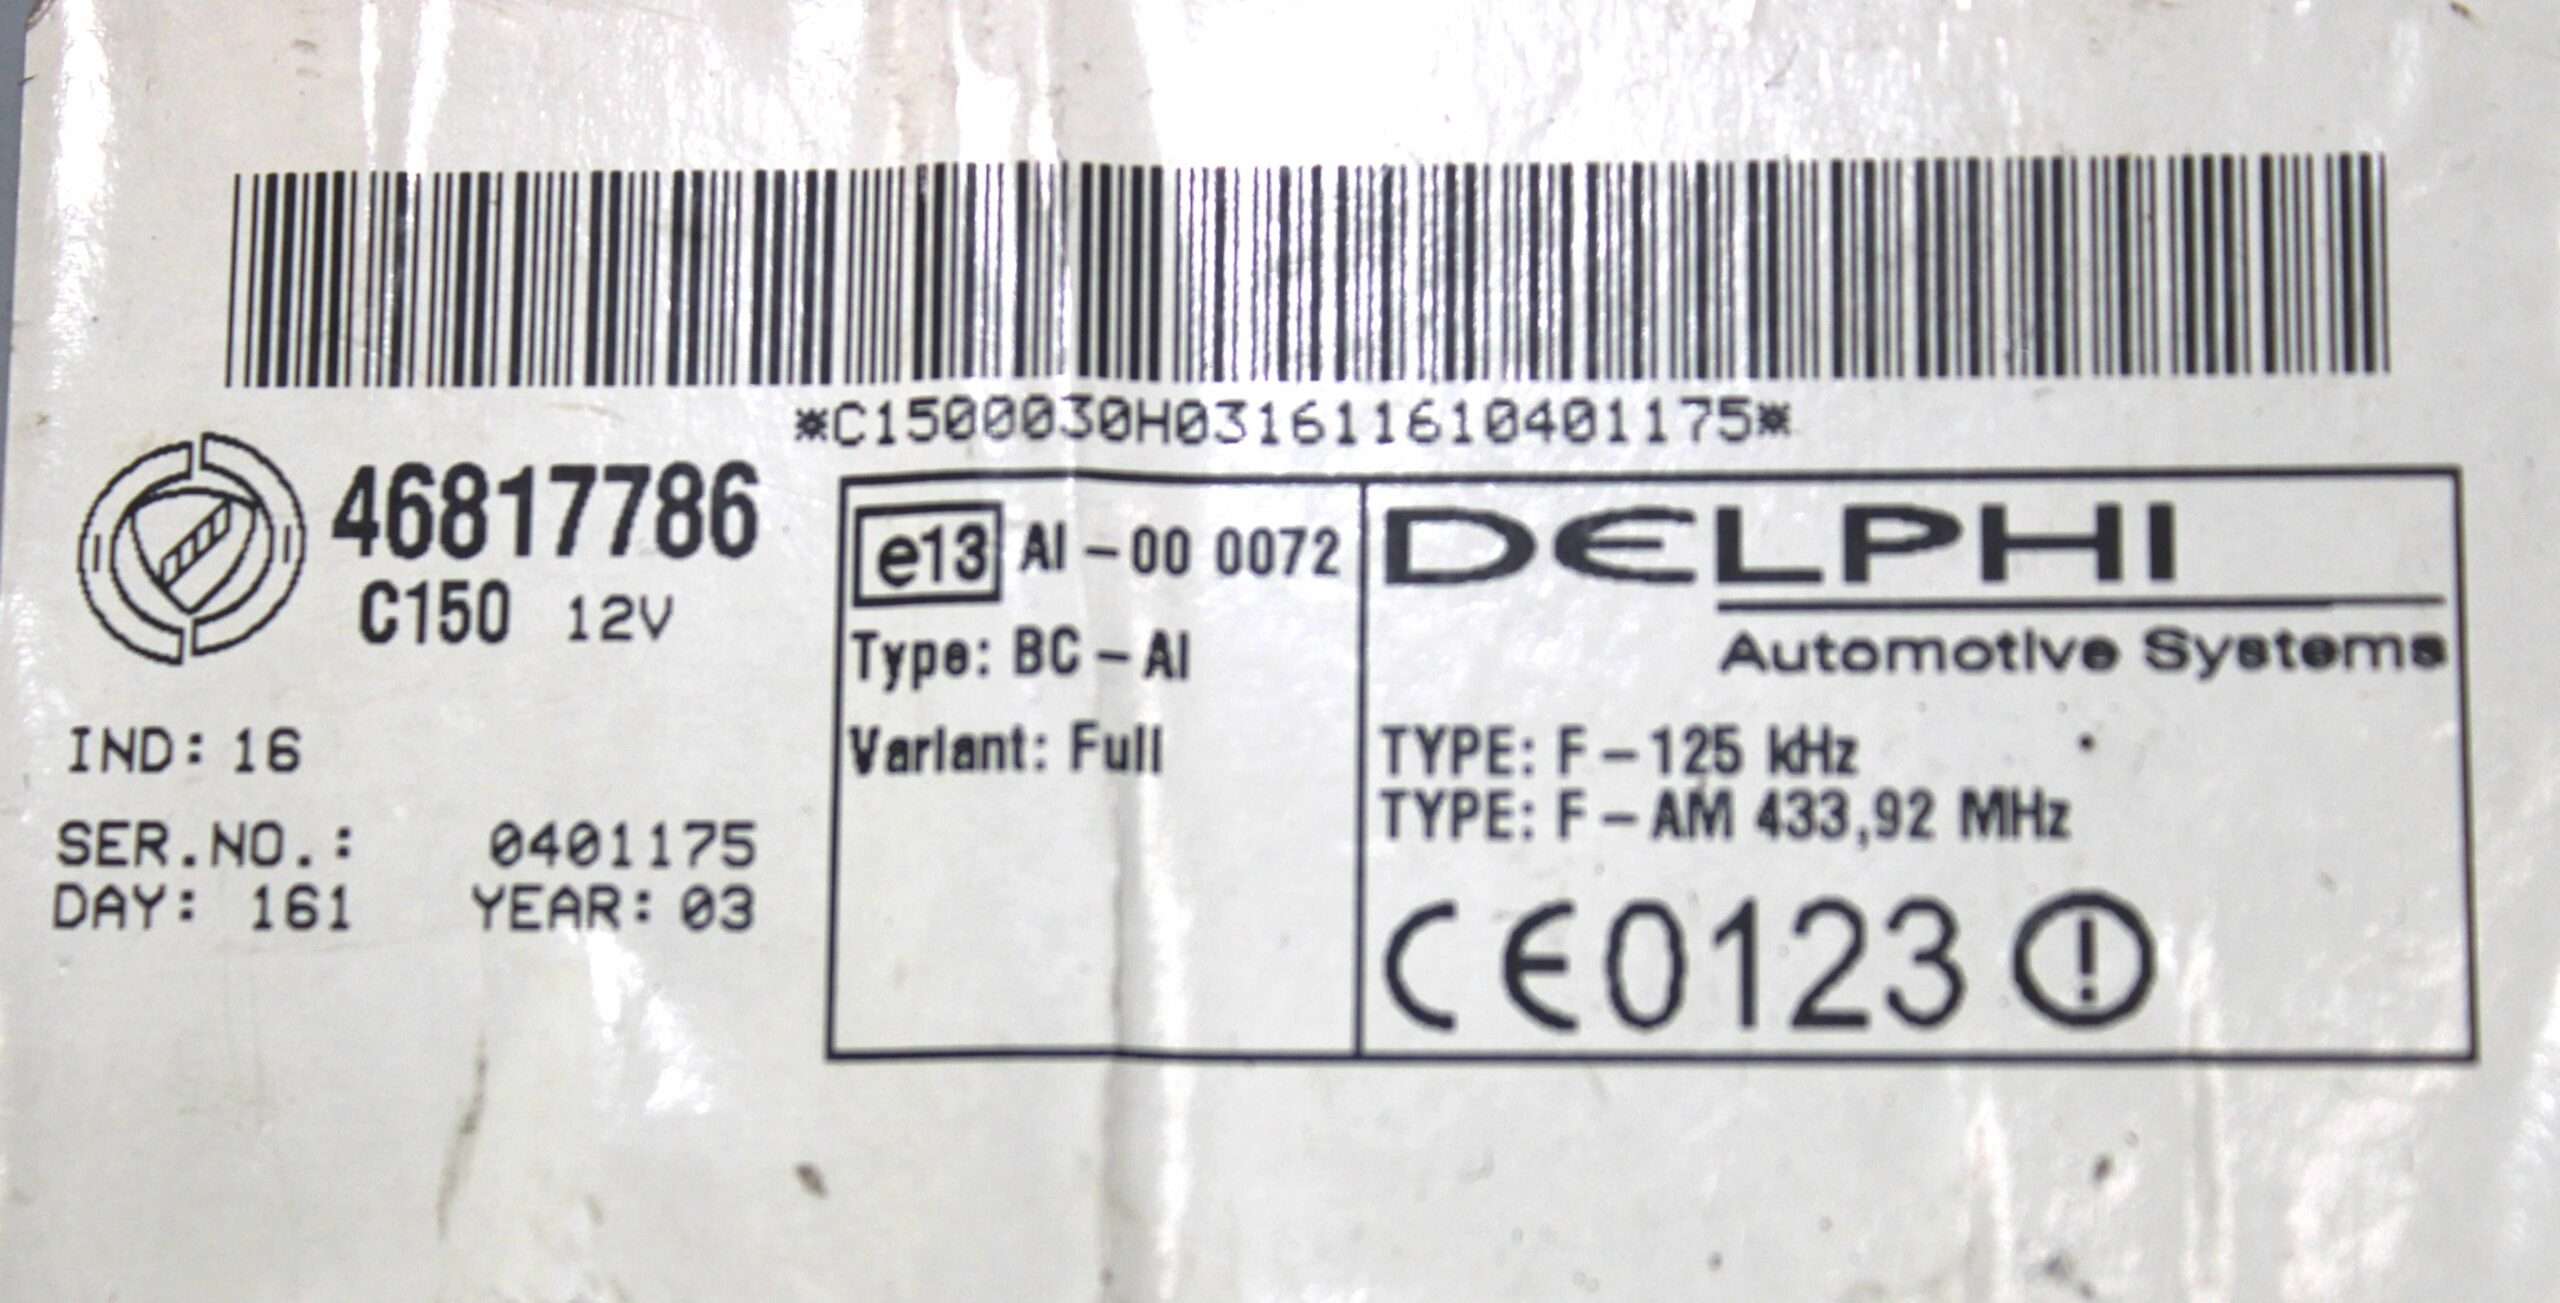 *C1500030H031611610401175*
46817786
C150 12V
IND: 16
SER.NO.: 0401175
DAY: 161 YEAR: 03
e13 AI-00 0072
Type: BC-AI
Variant: Full
DELPHI
Automotive Systems
TYPE: F-125 kHz
TYPE: F-AM 433,92 MHz
CE0123 !